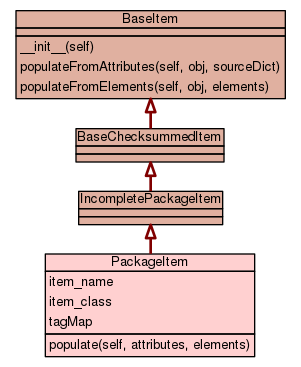 BaseItem
__init__(self)
populateFromAttributes(self, obj, sourceDict)
populateFromElements(self, obj, elements)
BaseChecksummedItem
IncompletePackageItem
PackageItem
item_name
item_class
tagMap
populate(self, attributes, elements)